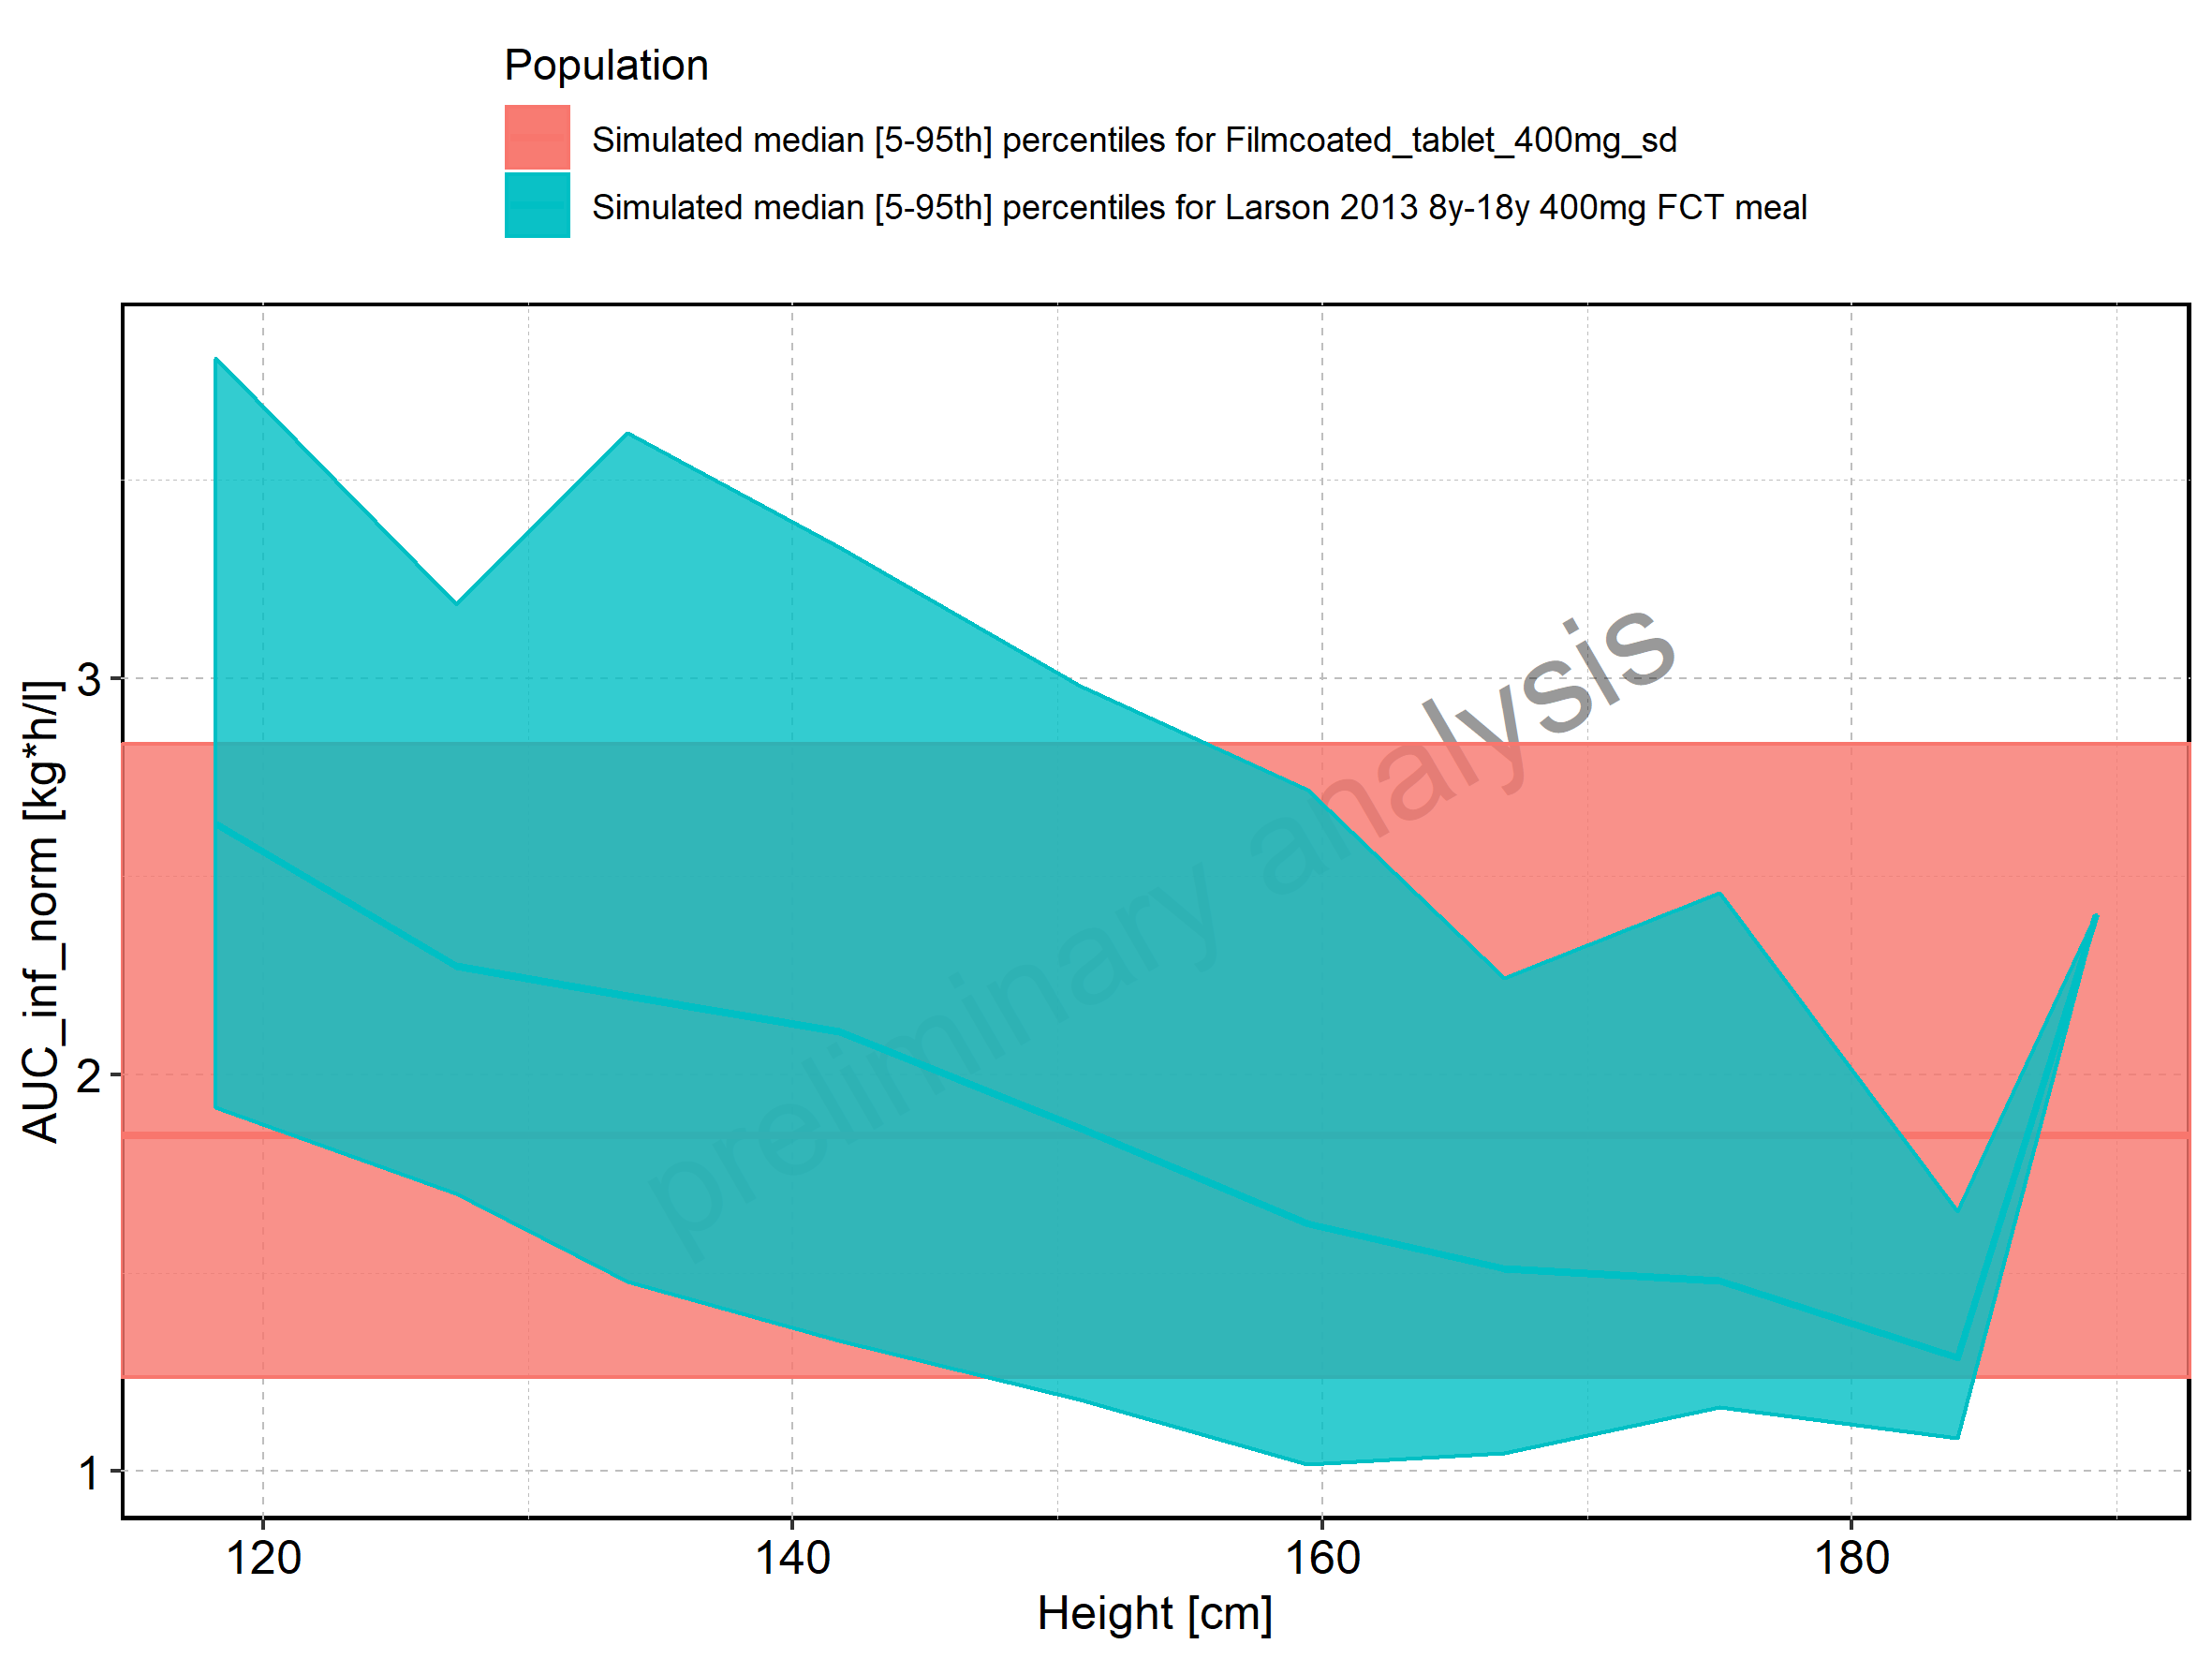 Population
Simulated median [5-95th] percentiles for Filmcoated_tablet_400mg_sd
Simulated median [5-95th] percentiles for Larson 2013 8y-18y 400mg FCT meal
AUC_inf_norm [kg*h/l]
3
2
1
preliminary analysis
120 140 160 180
Height [cm]